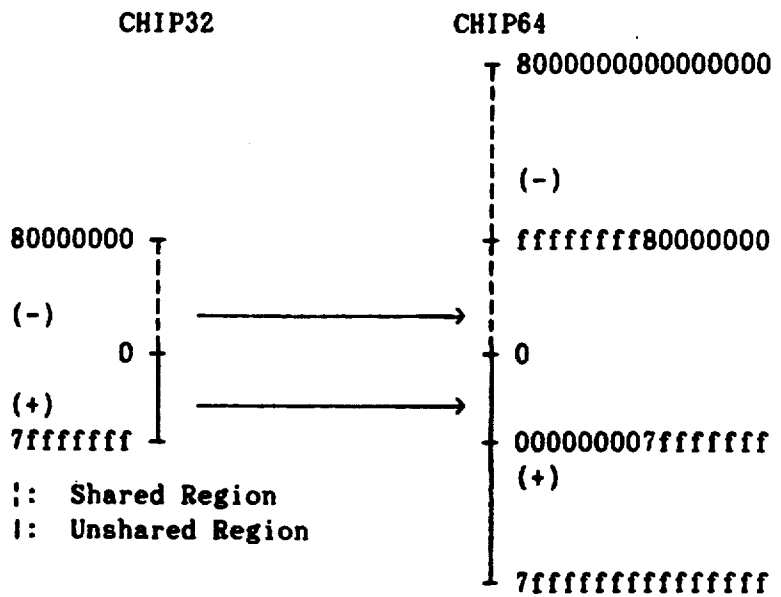 CHIP32 CHIP64
8000000000000000
(-)
80000000 ffffffff80000000
(-)
0 0
(+)
7fffffff 000000007fffffff
(+)
¦: Shared Region
|: Unshared Region
7fffffffffffffff